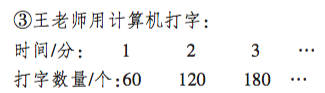 ③王老师用计算机打字：
时间/分： 1 2 3 …
打字数量/个:60 120 180 …